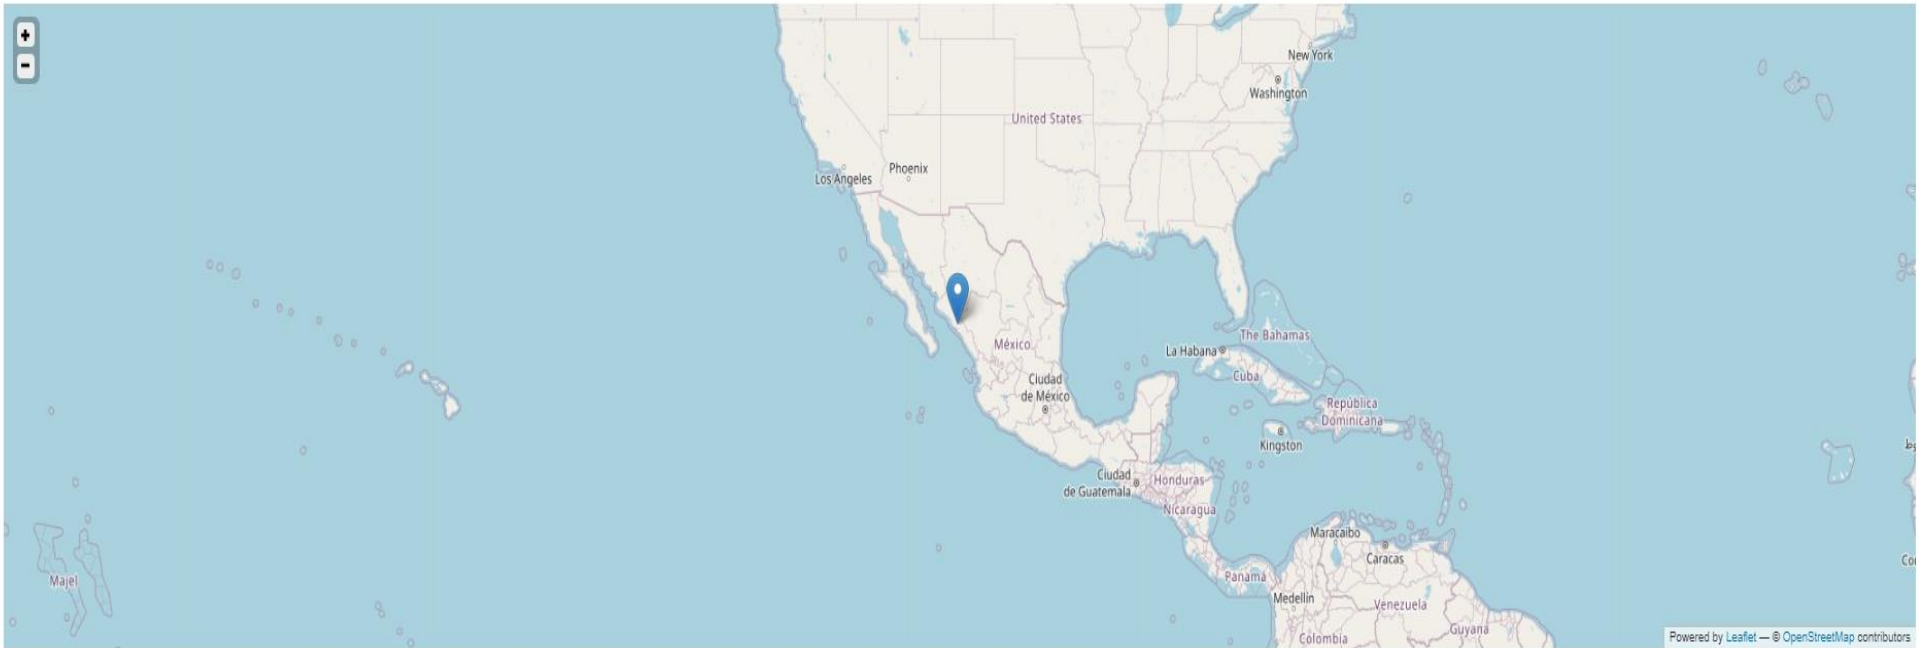 +
−
New York
Washington
United States
Phoenix
Los Angeles
México
Ciudad
de México
La Habana
The Bahamas
Cuba
República
Dominicana
Kingston
Ciudad
de Guatemala
Honduras
Nicaragua
Maracaibo
Caracas
Majel
Panamá
Medellín
Venezuela
Guyana
Colombia
Powered by Leaflet — © OpenStreetMap contributors